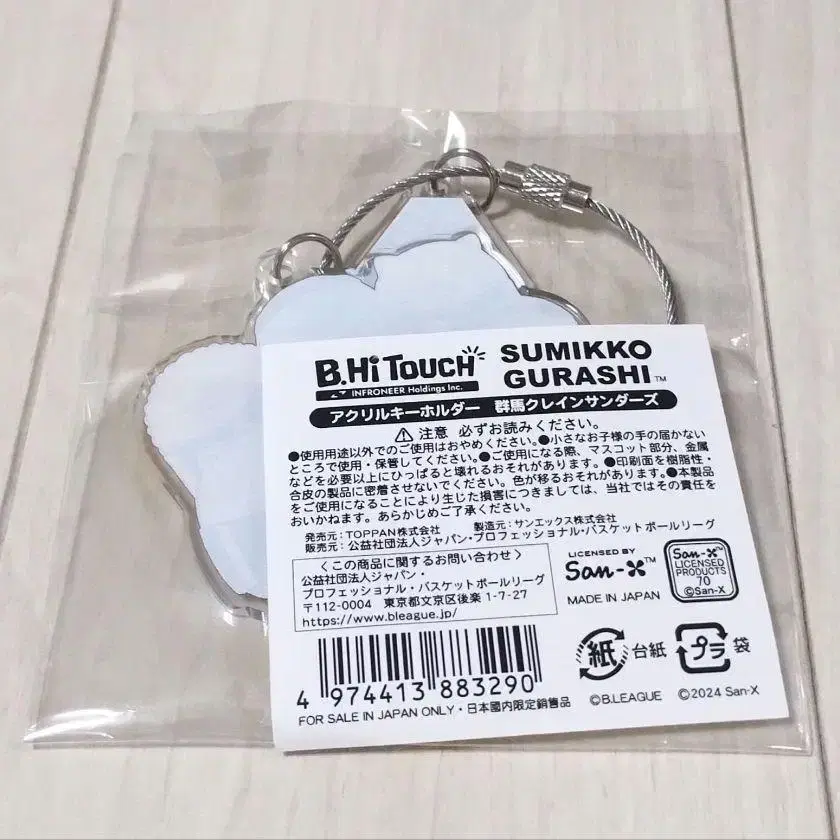 B.Hi TOUCH
INFRONEER Holdings Inc.
SUMIKKO
GURASHI™
アクリルキーホルダー 群馬クレインサンダーズ
⚠注意 必ずお読みください。
●使用用途以外でのご使用はおやめください。●小さなお子様の手の届かない
ところで使用・保管してください。●ご使用になる際、マスコット部分、金属
などを必要以上にひっぱると壊れるおそれがあります。●印刷面を樹脂性・
合皮の製品に密着させないでください。色が移るおそれがあります。●本製品
をご使用になることにより生じた損害につきましては、当社ではその責任を
おいかねます。あらかじめご了承ください。
発売元：TOPPAN株式会社 製造元：サンエックス株式会社
販売元：公益社団法人ジャパン・プロフェッショナル・バスケットボールリーグ
＜この商品に関するお問い合わせ＞
公益社団法人ジャパン・
プロフェッショナル・バスケットボールリーグ
〒112-0004 東京都文京区後楽 1-7-27
https://www.bleague.jp/
LICENSED BY
San-X™
MADE IN JAPAN
San-X™
LICENSED
PRODUCTS
70
©San-X
紙 台紙
プラ 袋
4 974413 883290
FOR SALE IN JAPAN ONLY・日本国内限定販売品
©B.LEAGUE ©2024 San-X